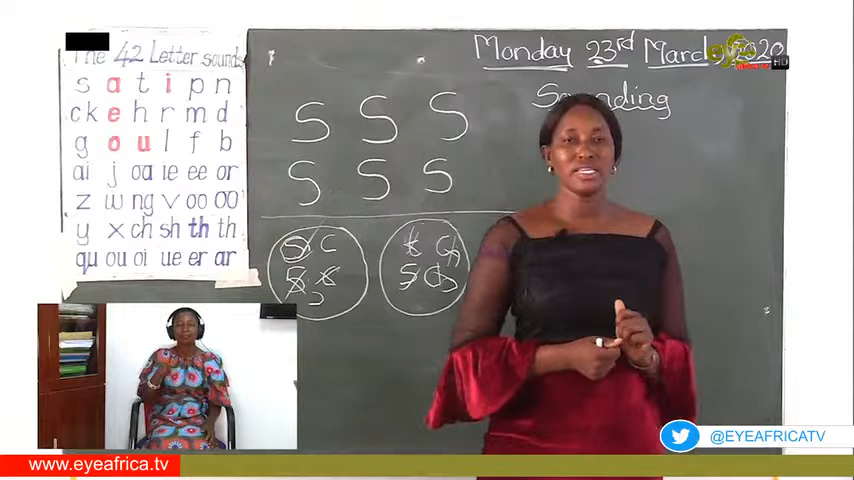 The 42 Letter sounds
s a t i p n
ck e h r m d
g o u l f b
ai j oa ie ee or
z w ng v oo oo
y x ch sh th th
qu ou oi ue er ar
Monday 23rd March 2020
Sounding
S S S
S S S
HD
@EYEAFRICATV
www.eyeafrica.tv